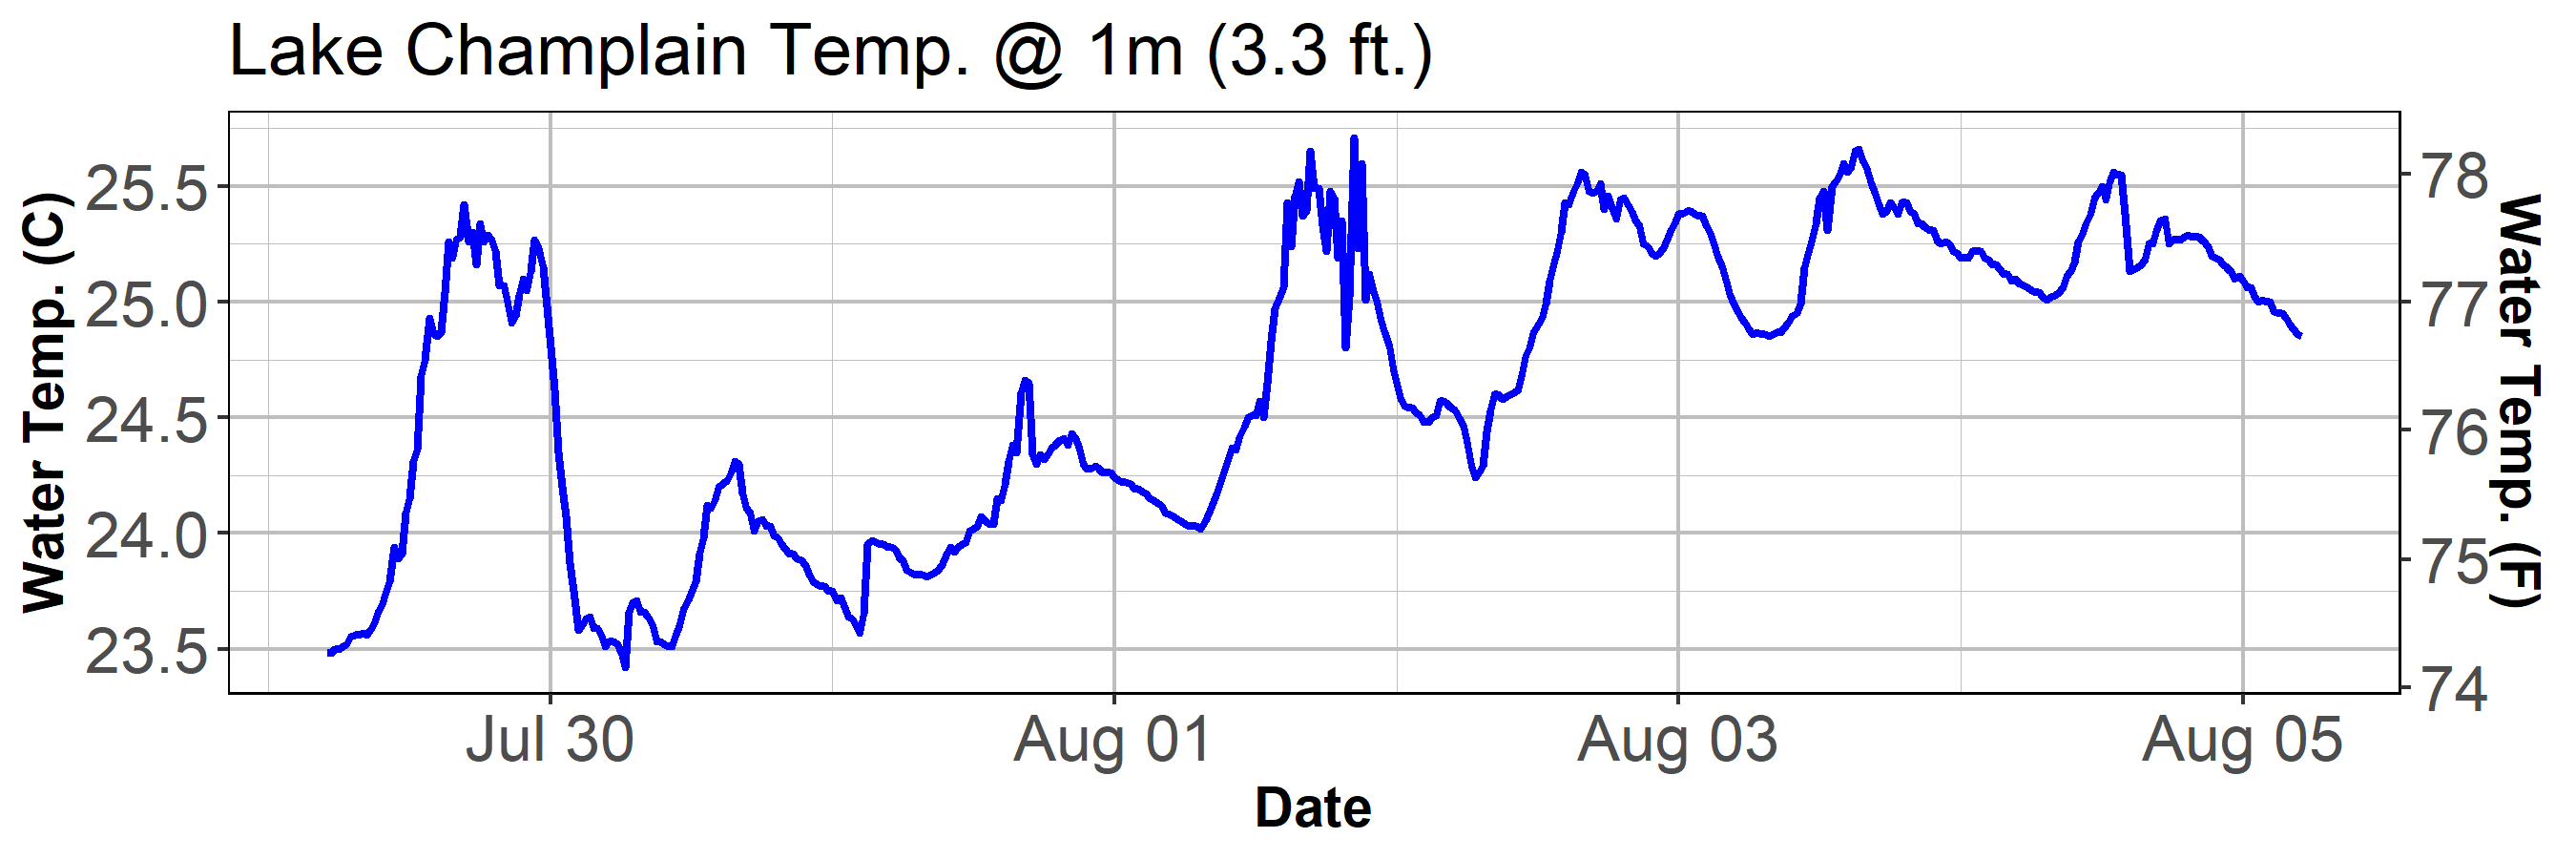 Lake Champlain Temp. @ 1m (3.3 ft.)
Water Temp. (C)
25.5
25.0
24.5
24.0
23.5
78
77
76
75
74
Water Temp. (F)
Jul 30
Aug 01
Aug 03
Aug 05
Date